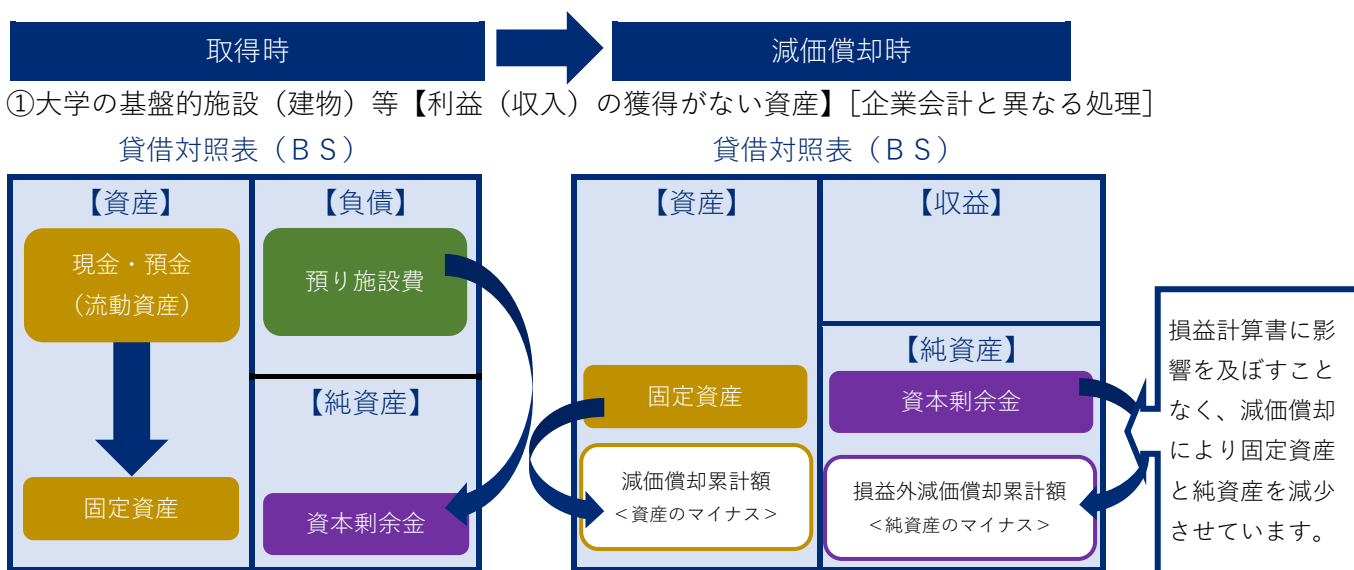 取得時
減価償却時
①大学の基盤的施設（建物）等【利益（収入）の獲得がない資産】［企業会計と異なる処理］
貸借対照表（ＢＳ）
【資産】
現金・預金
（流動資産）
固定資産
【負債】
預り施設費
【純資産】
資本剰余金
貸借対照表（ＢＳ）
【資産】
固定資産
減価償却累計額
＜資産のマイナス＞
【収益】
【純資産】
資本剰余金
損益外減価償却累計額
＜純資産のマイナス＞
損益計算書に影
響を及ぼすこと
なく、減価償却
により固定資産
と純資産を減少
させています。